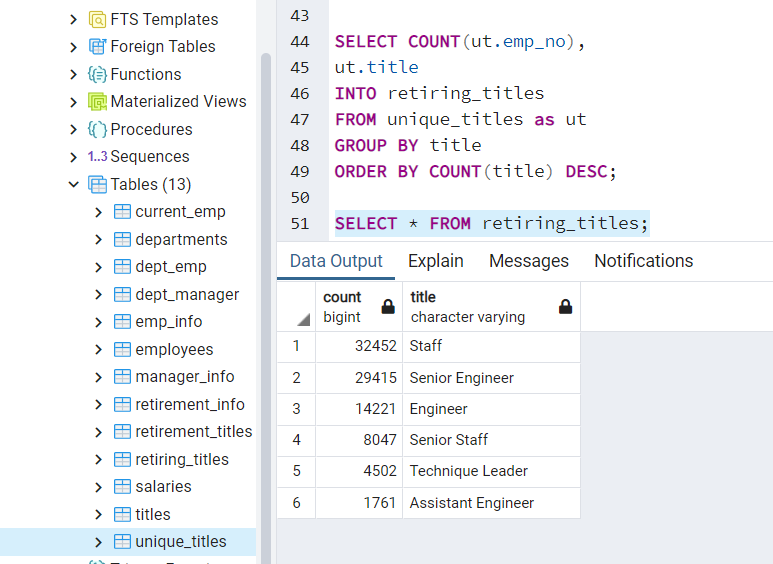 FTS Templates
Foreign Tables
Functions
Materialized Views
Procedures
1..3 Sequences
Tables (13)
current_emp
departments
dept_emp
dept_manager
emp_info
employees
manager_info
retirement_info
retirement_titles
retiring_titles
salaries
titles
unique_titles
43
44 SELECT COUNT(ut.emp_no),
45 ut.title
46 INTO retiring_titles
47 FROM unique_titles as ut
48 GROUP BY title
49 ORDER BY COUNT(title) DESC;
50
51 SELECT * FROM retiring_titles;
Data Output Explain Messages Notifications
count title
bigint character varying
1 32452 Staff
2 29415 Senior Engineer
3 14221 Engineer
4 8047 Senior Staff
5 4502 Technique Leader
6 1761 Assistant Engineer